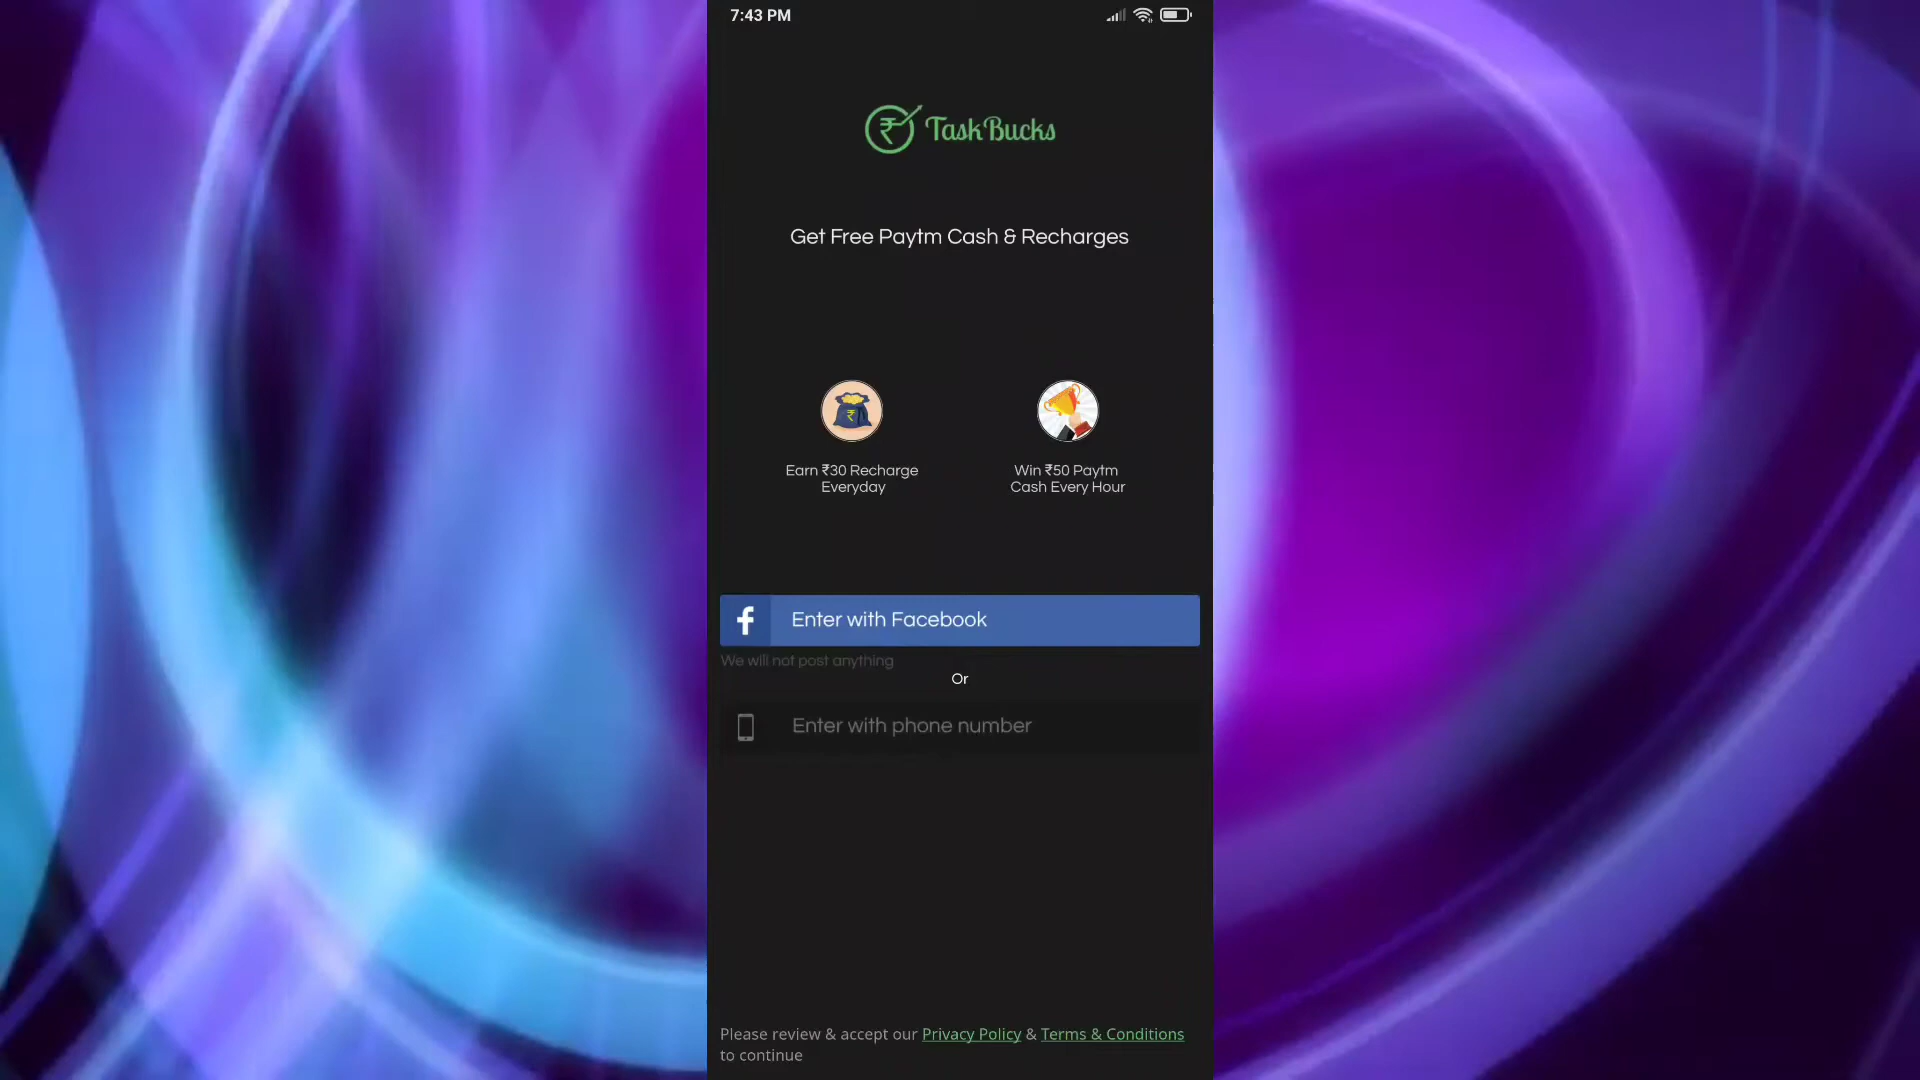 7:43 PM
TaskBucks
Get Free Paytm Cash & Recharges
Earn ₹30 Recharge
Everyday
Win ₹50 Paytm
Cash Every Hour
Enter with Facebook
We will not post anything
Or
Enter with phone number
Please review & accept our Privacy Policy & Terms & Conditions
to continue